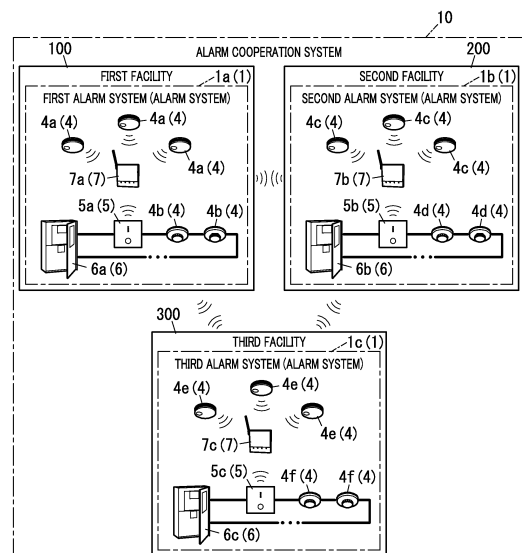 10
100
ALARM COOPERATION SYSTEM
200
FIRST FACILITY
1a(1)
FIRST ALARM SYSTEM (ALARM SYSTEM)
4a(4)
4a(4)
4a(4)
7a(7)
5a(5)
4b(4)
4b(4)
6a(6)
SECOND FACILITY
1b(1)
SECOND ALARM SYSTEM (ALARM SYSTEM)
4c(4)
4c(4)
4c(4)
7b(7)
5b(5)
4d(4)
4d(4)
6b(6)
300
THIRD FACILITY
1c(1)
THIRD ALARM SYSTEM (ALARM SYSTEM)
4e(4)
4e(4)
4e(4)
7c(7)
5c(5)
4f(4)
4f(4)
6c(6)